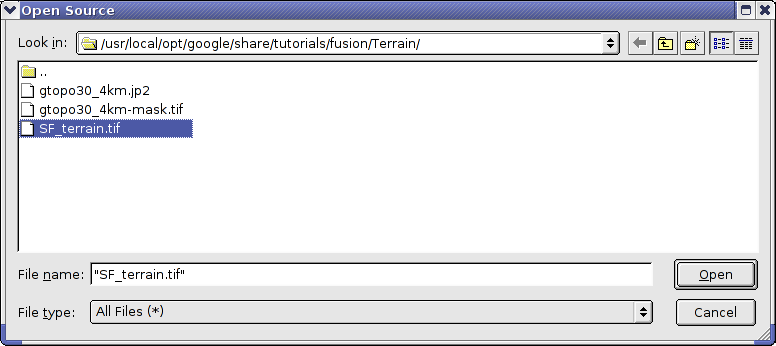 Open Source
Look in: /usr/local/opt/google/share/tutorials/fusion/Terrain/
..
gtopo30_4km.jp2
gtopo30_4km-mask.tif
SF_terrain.tif
File name: "SF_terrain.tif" Open
File type: All Files (*) Cancel